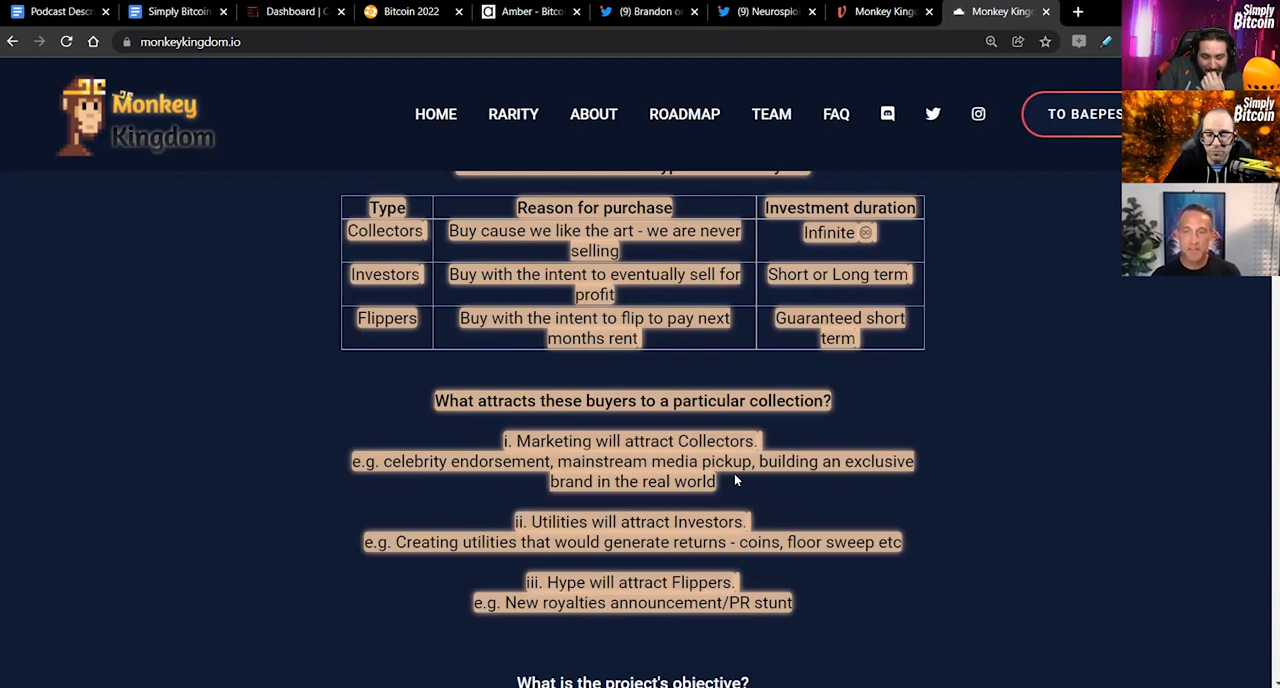 Podcast Descri
Simply Bitcoin
Dashboard | C
Bitcoin 2022
Amber - Bitco
(9) Brandon o
(9) Neurosploi
Monkey King
Monkey King
monkeykingdom.io
Monkey
Kingdom
HOME
RARITY
ABOUT
ROADMAP
TEAM
FAQ
TO BAEPES
Simply
Bitcoin
Simply
Bitcoin
Type Reason for purchase Investment duration
Collectors Buy cause we like the art - we are never Infinite ♾
selling
Investors Buy with the intent to eventually sell for Short or Long term
profit
Flippers Buy with the intent to flip to pay next Guaranteed short
months rent term
What attracts these buyers to a particular collection?
i. Marketing will attract Collectors.
e.g. celebrity endorsement, mainstream media pickup, building an exclusive
brand in the real world
ii. Utilities will attract Investors.
e.g. Creating utilities that would generate returns - coins, floor sweep etc
iii. Hype will attract Flippers.
e.g. New royalties announcement/PR stunt
What is the project's objective?